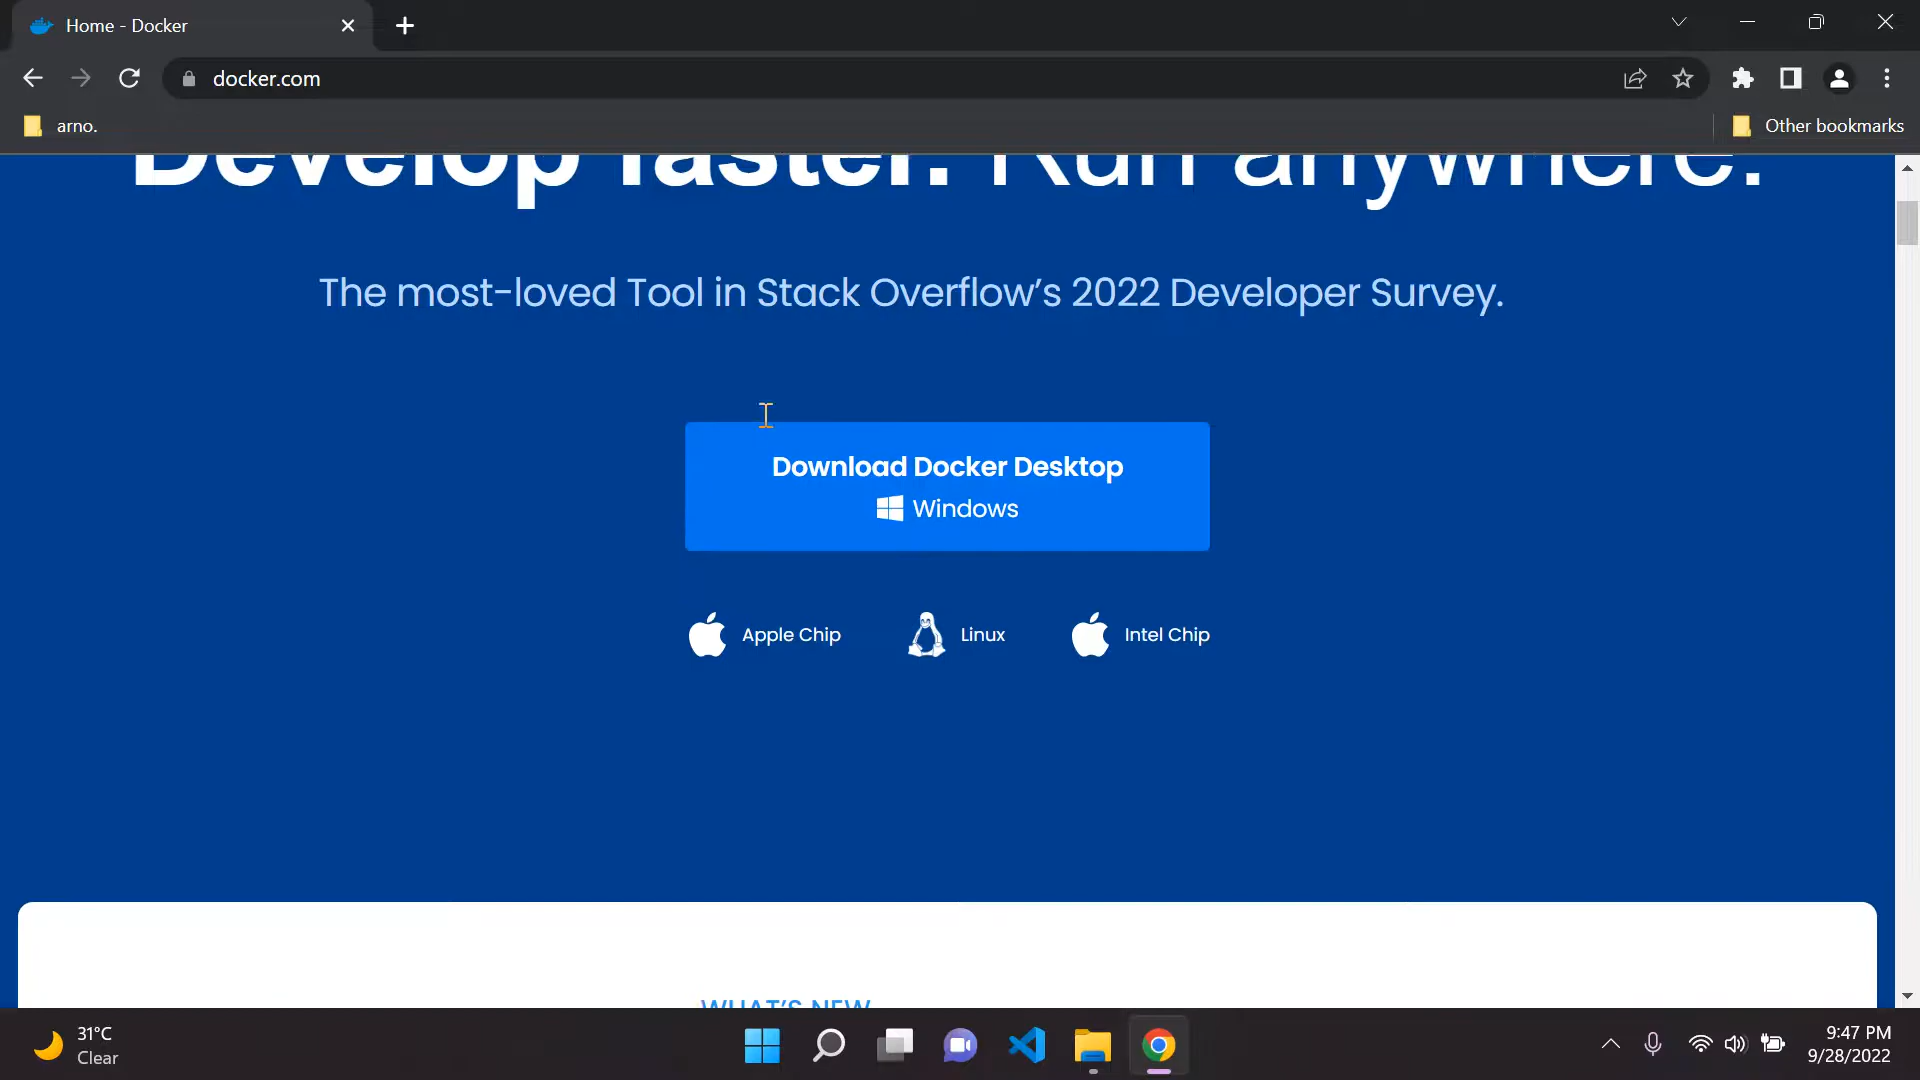 Home - Docker
docker.com
arno.
Other bookmarks
Develop faster. Run anywhere.
The most-loved Tool in Stack Overflow’s 2022 Developer Survey.
Download Docker Desktop
Windows
Apple Chip
Linux
Intel Chip
WHAT’S NEW
31°C
Clear
9:47 PM
9/28/2022